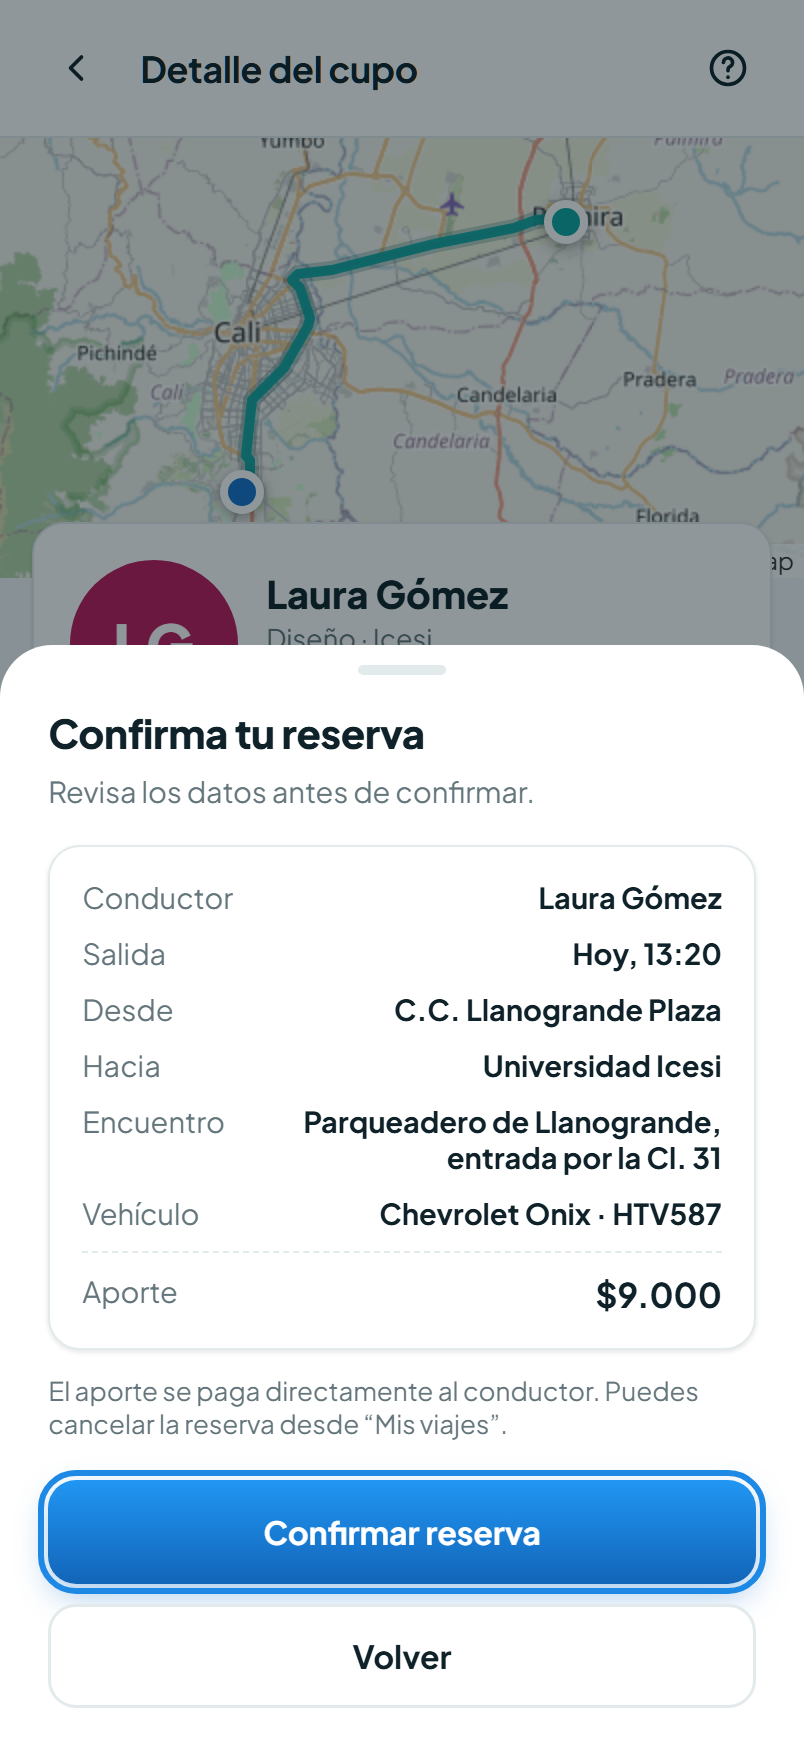 Detalle del cupo
Yumbo
Palmira
Cali
Pichindé
Cali
Candelaria
Pradera
Pradera
Candelaria
Florida
Laura Gómez
Diseño · Icesi
Confirma tu reserva
Revisa los datos antes de confirmar.
Conductor Laura Gómez
Salida Hoy, 13:20
Desde C.C. Llanogrande Plaza
Hacia Universidad Icesi
Encuentro Parqueadero de Llanogrande,
entrada por la Cl. 31
Vehículo Chevrolet Onix · HTV587
Aporte $9.000
El aporte se paga directamente al conductor. Puedes
cancelar la reserva desde “Mis viajes”.
Confirmar reserva
Volver